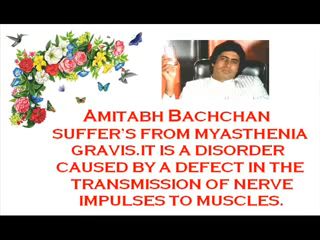 Amitabh Bachchan
suffer's from myasthenia
gravis.it is a disorder
caused by a defect in the
transmission of nerve
impulses to muscles.